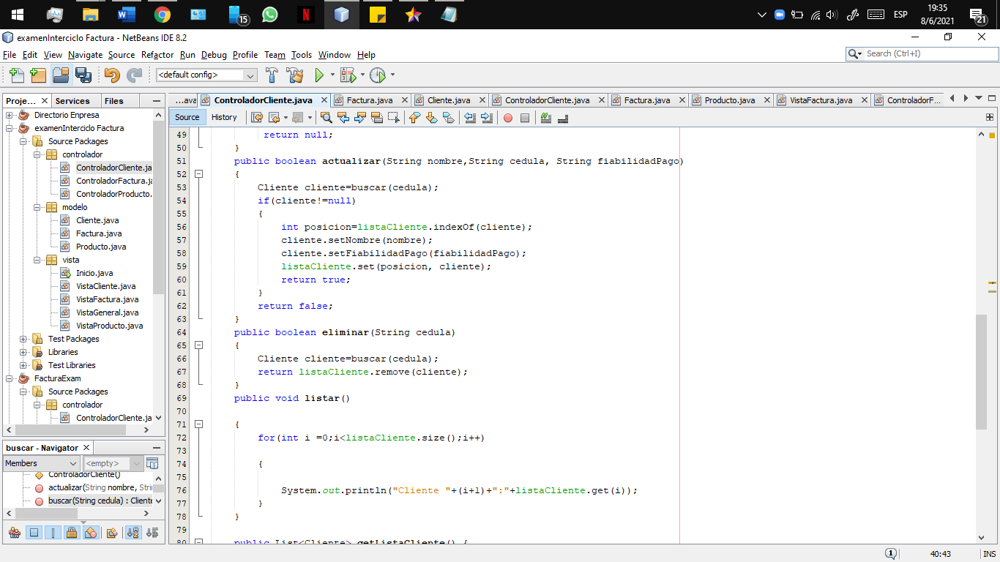 15
ESP
19:35
8/6/2021
21
examenInterciclo Factura - NetBeans IDE 8.2
File Edit View Navigate Source Refactor Run Debug Profile Team Tools Window Help
Search (Ctrl+I)
<default config>
Proje... Services Files
...ava ControladorCliente.java Factura.java Cliente.java ControladorCliente.java Factura.java Producto.java VistaFactura.java ControladorF...
Source History
Directorio Enpresa
examenInterciclo Factura
Source Packages
controlador
ControladorCliente.ja
ControladorFactura.ja
ControladorProducto.
modelo
Cliente.java
Factura.java
Producto.java
vista
Inicio.java
VistaCliente.java
VistaFactura.java
VistaGeneral.java
VistaProducto.java
Test Packages
Libraries
Test Libraries
FacturaExam
Source Packages
controlador
ControladorCliente.ja
buscar - Navigator
Members <empty>
ControladorCliente()
actualizar(String nombre, Stri
buscar(String cedula) : Cliente
49 return null;
50 }
51 public boolean actualizar(String nombre,String cedula, String fiabilidadPago)
52 {
53 Cliente cliente=buscar(cedula);
54 if(cliente!=null)
55 {
56 int posicion=listaCliente.indexOf(cliente);
57 cliente.setNombre(nombre);
58 cliente.setFiabilidadPago(fiabilidadPago);
59 listaCliente.set(posicion, cliente);
60 return true;
61 }
62 return false;
63 }
64 public boolean eliminar(String cedula)
65 {
66 Cliente cliente=buscar(cedula);
67 return listaCliente.remove(cliente);
68 }
69 public void listar()
70
71 {
72 for(int i =0;i<listaCliente.size();i++)
73
74 {
75
76 System.out.println("Cliente "+(i+1)+":"+listaCliente.get(i));
77 }
78 }
79
80 public List<Cliente> getListaCliente() {
1
40:43
INS